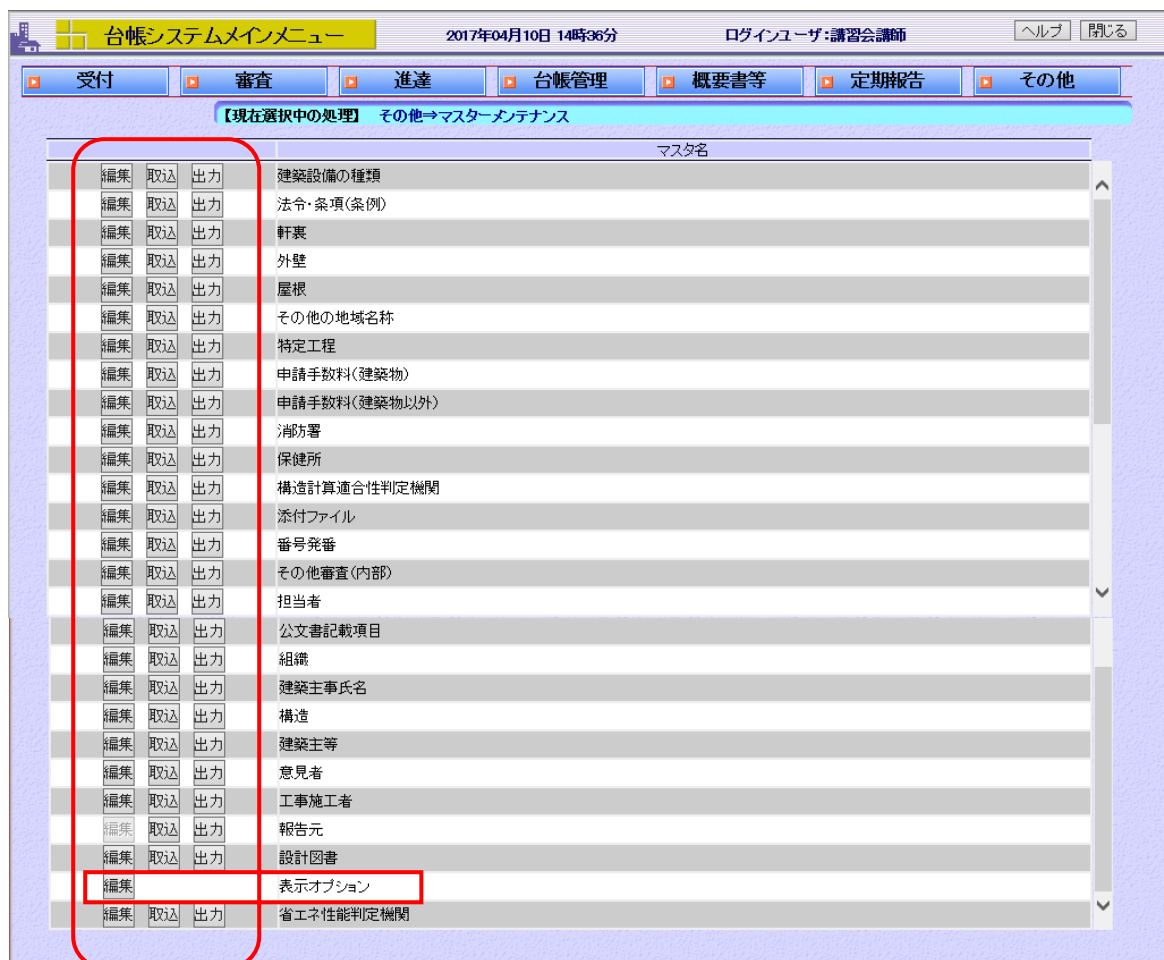 台帳システムメインメニュー 2017年04月10日 14時36分 ログインユーザ:講習会講師 ヘルプ 閉じる
受付 審査 進達 台帳管理 概要書等 定期報告 その他
【現在選択中の処理】 その他⇒マスターメンテナンス
マスタ名
編集 取込 出力 建築設備の種類
編集 取込 出力 法令・条項(条例)
編集 取込 出力 軒裏
編集 取込 出力 外壁
編集 取込 出力 屋根
編集 取込 出力 その他の地域名称
編集 取込 出力 特定工程
編集 取込 出力 申請手数料(建築物)
編集 取込 出力 申請手数料(建築物以外)
編集 取込 出力 消防署
編集 取込 出力 保健所
編集 取込 出力 構造計算適合性判定機関
編集 取込 出力 添付ファイル
編集 取込 出力 番号発番
編集 取込 出力 その他審査(内部)
編集 取込 出力 担当者
編集 取込 出力 公文書記載項目
編集 取込 出力 組織
編集 取込 出力 建築主事氏名
編集 取込 出力 構造
編集 取込 出力 建築主等
編集 取込 出力 意見者
編集 取込 出力 工事施工者
編集 取込 出力 報告元
編集 取込 出力 設計図書
編集 表示オプション
編集 取込 出力 省エネ性能判定機関